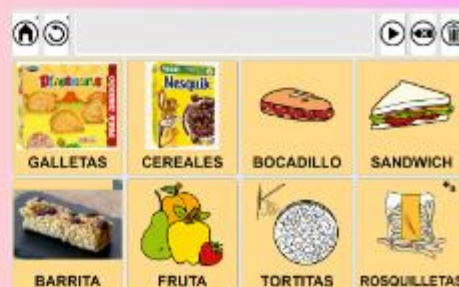 Dinosaurus
Nesquik
GALLETAS
CEREALES
BOCADILLO
SANDWICH
BARRITA
FRUTA
TORTITAS
ROSQUILLETAS